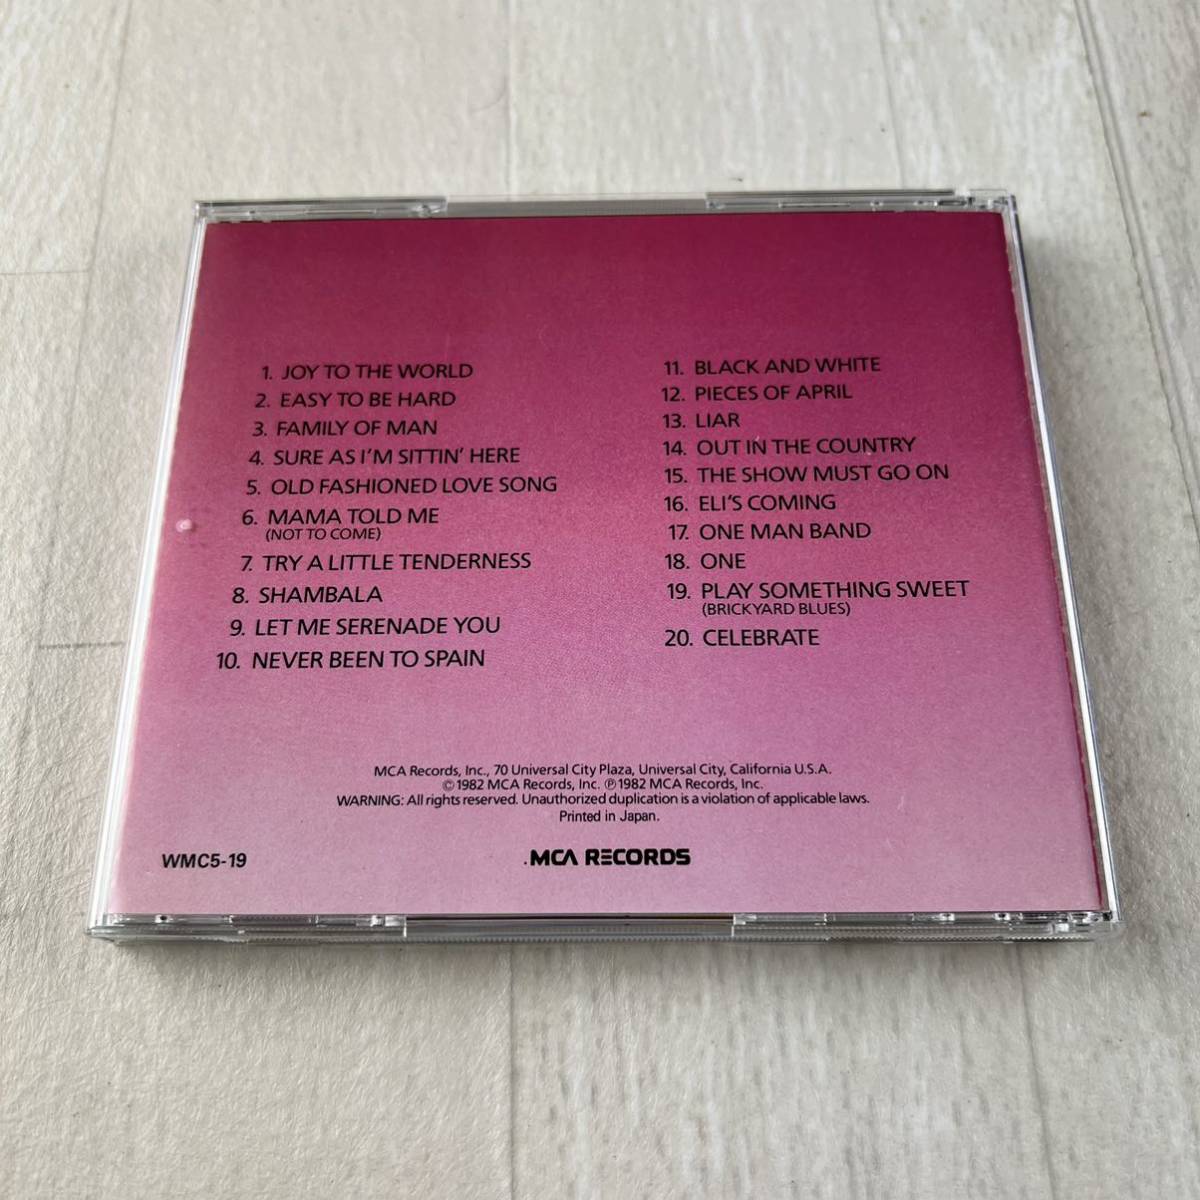 1. JOY TO THE WORLD
2. EASY TO BE HARD
3. FAMILY OF MAN
4. SURE AS I'M SITTIN' HERE
5. OLD FASHIONED LOVE SONG
6. MAMA TOLD ME
(NOT TO COME)
7. TRY A LITTLE TENDERNESS
8. SHAMBALA
9. LET ME SERENADE YOU
10. NEVER BEEN TO SPAIN
11. BLACK AND WHITE
12. PIECES OF APRIL
13. LIAR
14. OUT IN THE COUNTRY
15. THE SHOW MUST GO ON
16. ELI'S COMING
17. ONE MAN BAND
18. ONE
19. PLAY SOMETHING SWEET
(BRICKYARD BLUES)
20. CELEBRATE
MCA Records, Inc., 70 Universal City Plaza, Universal City, California U.S.A.
©1982 MCA Records, Inc. ℗1982 MCA Records, Inc.
WARNING: All rights reserved. Unauthorized duplication is a violation of applicable laws.
Printed in Japan.
WMC5-19
MCA RECORDS